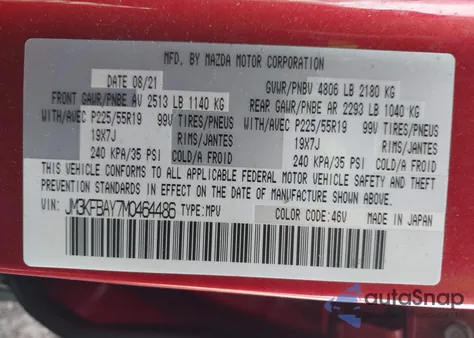 MFD. BY MAZDA MOTOR CORPORATION
DATE 08/21 GVWR/PNBV 4806 LB 2180 KG
FRONT GAWR/PNBE AV 2513 LB 1140 KG REAR GAWR/PNBE AR 2293 LB 1040 KG
WITH/AVEC P225/55R19 99V TIRES/PNEUS WITH/AVEC P225/55R19 99V TIRES/PNEUS
19X7J RIMS/JANTES 19X7J RIMS/JANTES
240 KPA/35 PSI COLD/A FROID 240 KPA/35 PSI COLD/A FROID
THIS VEHICLE CONFORMS TO ALL APPLICABLE FEDERAL MOTOR VEHICLE SAFETY AND THEFT
PREVENTION STANDARDS IN EFFECT ON THE DATE OF MANUFACTURE SHOWN ABOVE.
VIN: JM3KFBAY7M0464486 TYPE:MPV COLOR CODE:46V MADE IN JAPAN
autoSnap